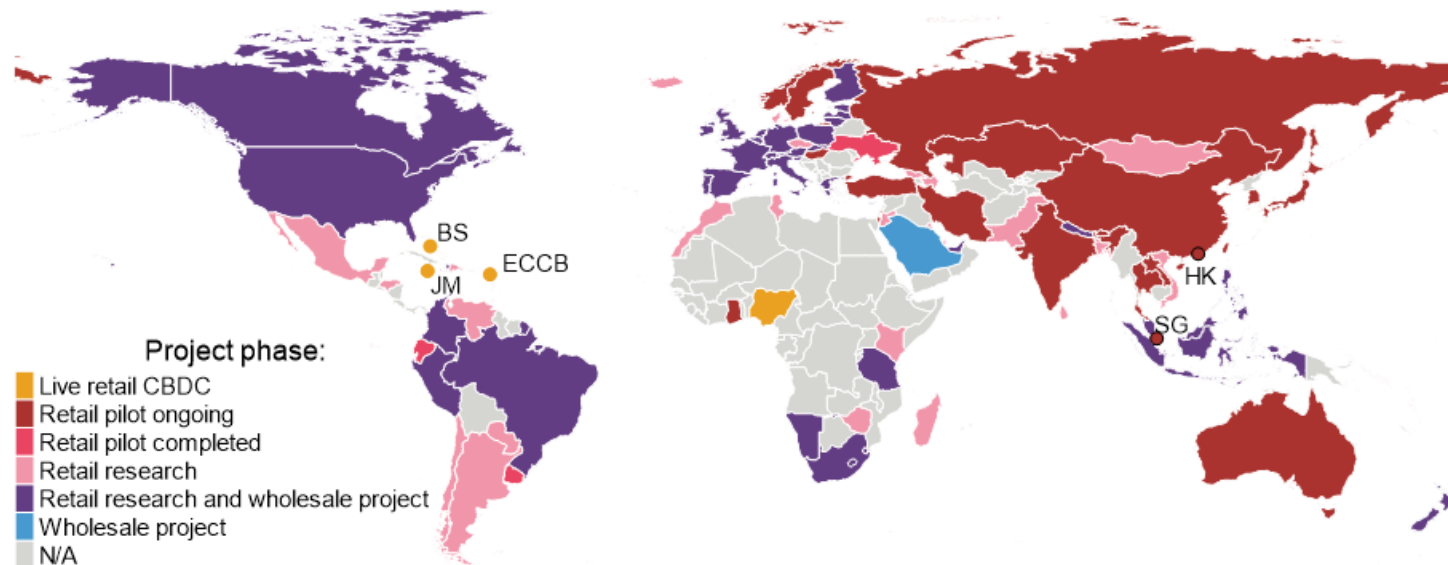 BS
ECCB
JM
HK
SG
Project phase:
Live retail CBDC
Retail pilot ongoing
Retail pilot completed
Retail research
Retail research and wholesale project
Wholesale project
N/A